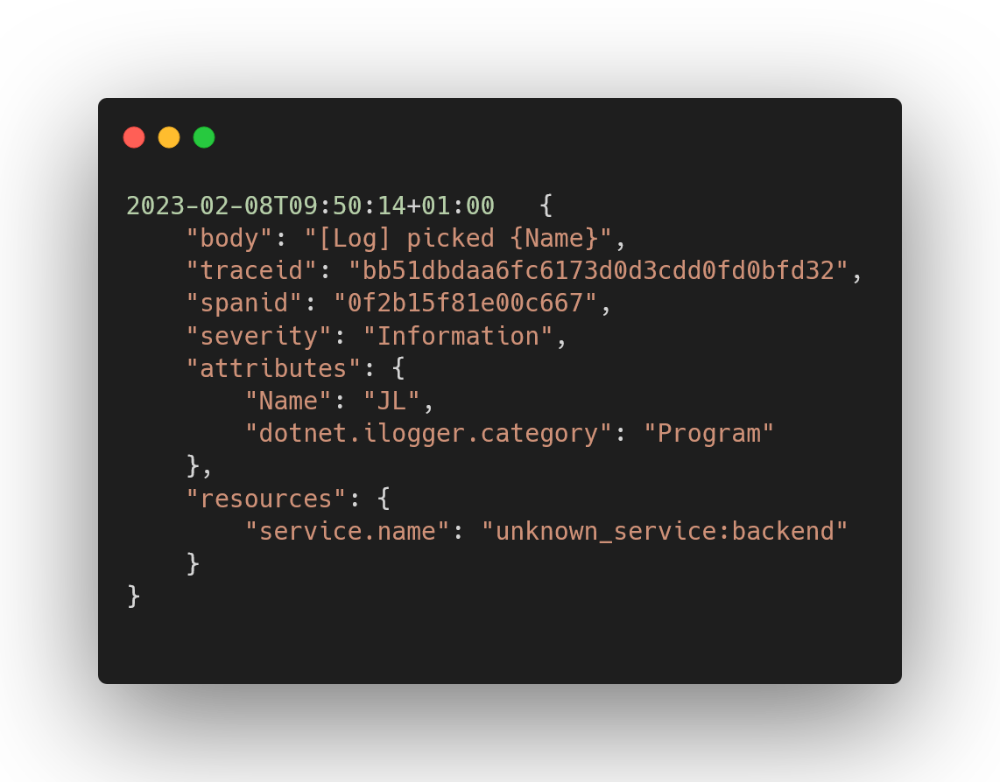 2023-02-08T09:50:14+01:00   {
    "body": "[Log] picked {Name}",
    "traceid": "bb51dbdaa6fc6173d0d3cdd0fd0bfd32",
    "spanid": "0f2b15f81e00c667",
    "severity": "Information",
    "attributes": {
        "Name": "JL",
        "dotnet.ilogger.category": "Program"
    },
    "resources": {
        "service.name": "unknown_service:backend"
    }
}